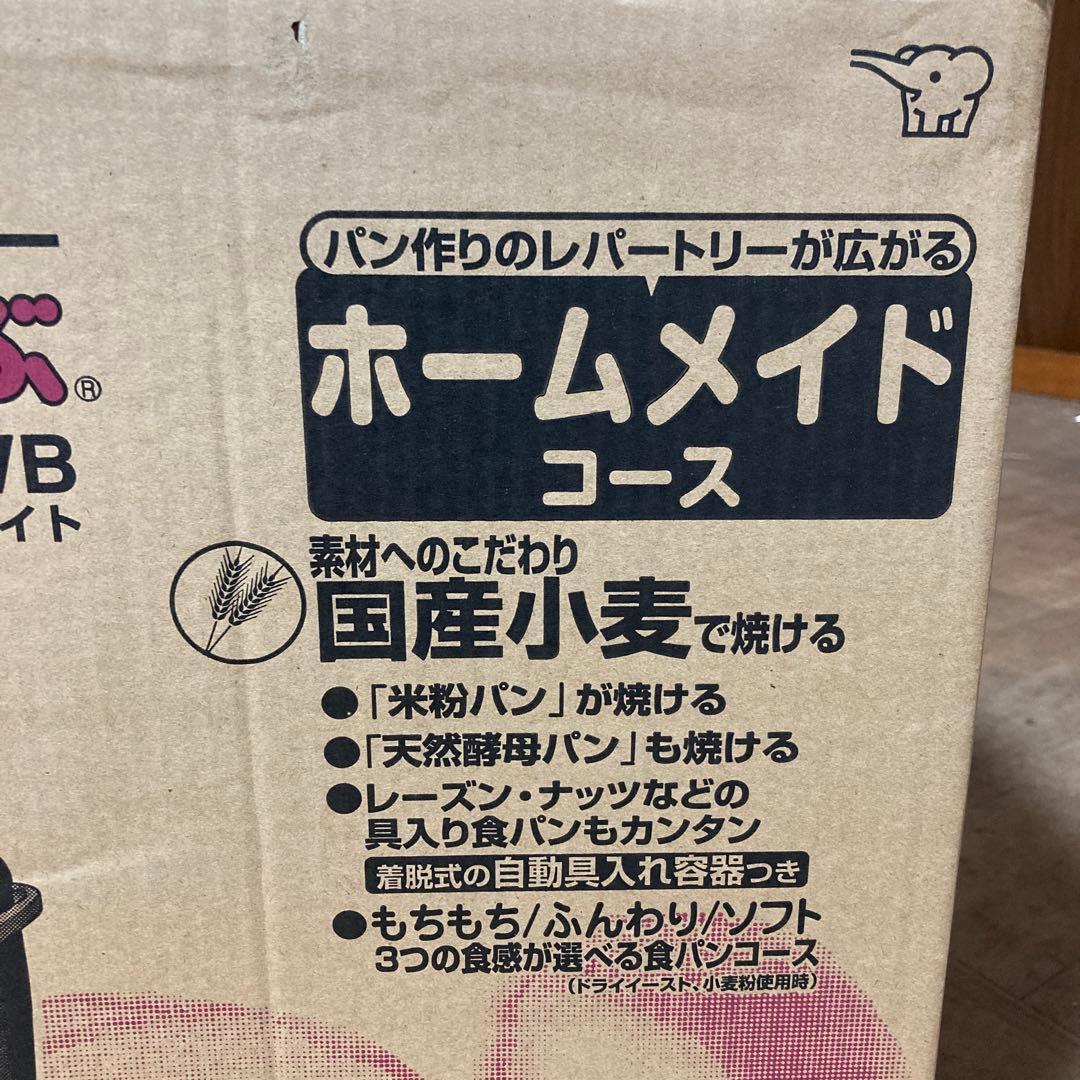 パン作りのレパートリーが広がる
ホームメイド
コース
ぶ®
WB
イト
素材へのこだわり
国産小麦で焼ける
●「米粉パン」が焼ける
●「天然酵母パン」も焼ける
●レーズン・ナッツなどの
具入り食パンもカンタン
着脱式の自動具入れ容器つき
●もちもち/ふんわり/ソフト
3つの食感が選べる食パンコース
(ドライイースト、小麦粉使用時)